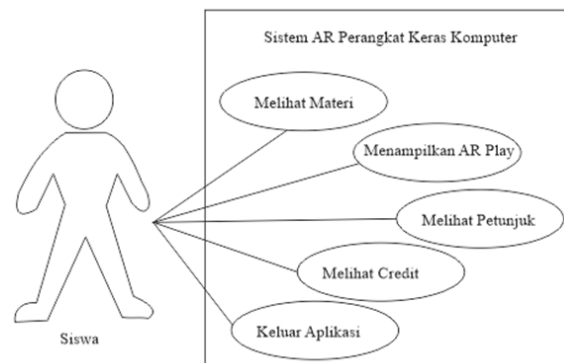 Sistem AR Perangkat Keras Komputer
Melihat Materi
Menampilkan AR Play
Melihat Petunjuk
Melihat Credit
Keluar Aplikasi
Siswa